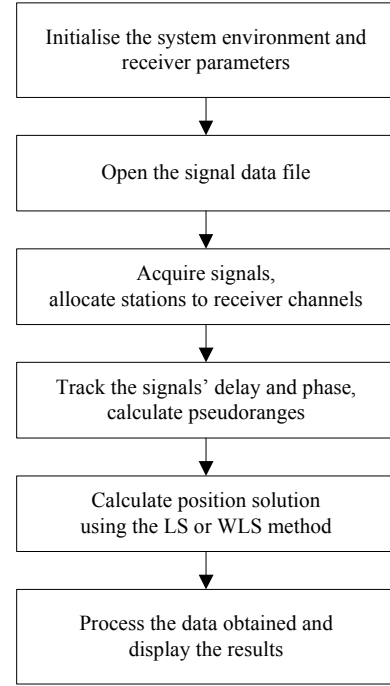 Initialise the system environment and
receiver parameters
Open the signal data file
Acquire signals,
allocate stations to receiver channels
Track the signals’ delay and phase,
calculate pseudoranges
Calculate position solution
using the LS or WLS method
Process the data obtained and
display the results